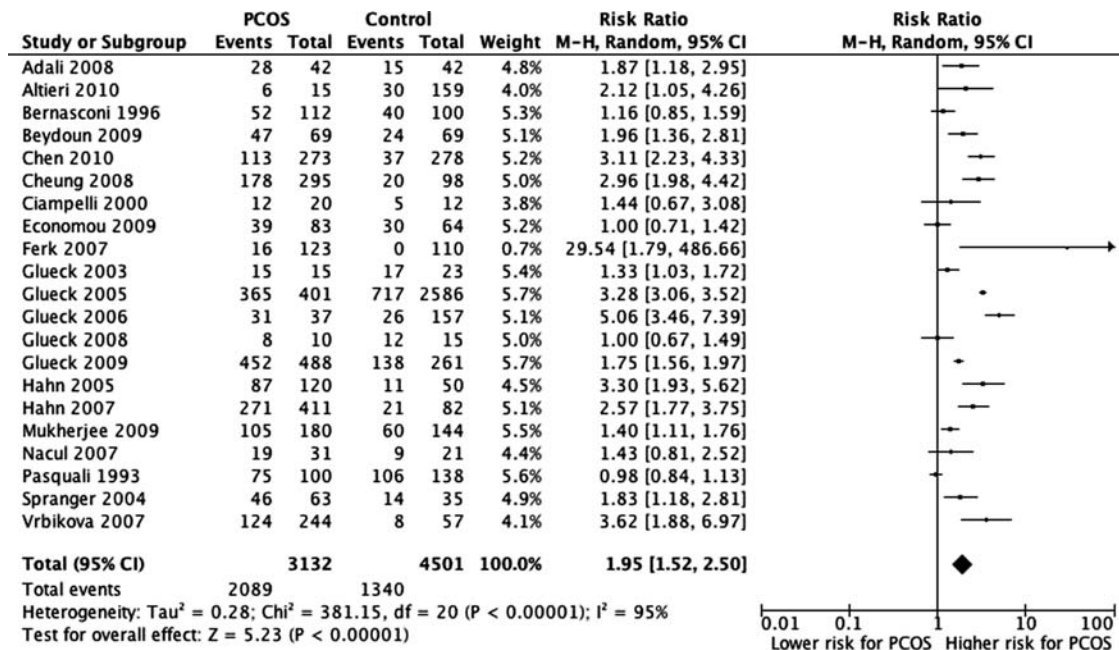 PCOS Control Risk Ratio Risk Ratio
Study or Subgroup Events Total Events Total Weight M-H, Random, 95% CI M-H, Random, 95% CI
Adali 2008 28 42 15 42 4.8% 1.87 [1.18, 2.95]
Altieri 2010 6 15 30 159 4.0% 2.12 [1.05, 4.26]
Bernasconi 1996 52 112 40 100 5.3% 1.16 [0.85, 1.59]
Beydoun 2009 47 69 24 69 5.1% 1.96 [1.36, 2.81]
Chen 2010 113 273 37 278 5.2% 3.11 [2.23, 4.33]
Cheung 2008 178 295 20 98 5.0% 2.96 [1.98, 4.42]
Ciampelli 2000 12 20 5 12 3.8% 1.44 [0.67, 3.08]
Economou 2009 39 83 30 64 5.2% 1.00 [0.71, 1.42]
Ferk 2007 16 123 0 110 0.7% 29.54 [1.79, 486.66]
Glueck 2003 15 15 17 23 5.4% 1.33 [1.03, 1.72]
Glueck 2005 365 401 717 2586 5.7% 3.28 [3.06, 3.52]
Glueck 2006 31 37 26 157 5.1% 5.06 [3.46, 7.39]
Glueck 2008 8 10 12 15 5.0% 1.00 [0.67, 1.49]
Glueck 2009 452 488 138 261 5.7% 1.75 [1.56, 1.97]
Hahn 2005 87 120 11 50 4.5% 3.30 [1.93, 5.62]
Hahn 2007 271 411 21 82 5.1% 2.57 [1.77, 3.75]
Mukherjee 2009 105 180 60 144 5.5% 1.40 [1.11, 1.76]
Nacul 2007 19 31 9 21 4.4% 1.43 [0.81, 2.52]
Pasquali 1993 75 100 106 138 5.6% 0.98 [0.84, 1.13]
Spranger 2004 46 63 14 35 4.9% 1.83 [1.18, 2.81]
Vrbikova 2007 124 244 8 57 4.1% 3.62 [1.88, 6.97]
Total (95% CI) 3132 4501 100.0% 1.95 [1.52, 2.50]
Total events 2089 1340
Heterogeneity: Tau² = 0.28; Chi² = 381.15, df = 20 (P < 0.00001); I² = 95%
Test for overall effect: Z = 5.23 (P < 0.00001)
0.01 0.1 1 10 100
Lower risk for PCOS Higher risk for PCOS